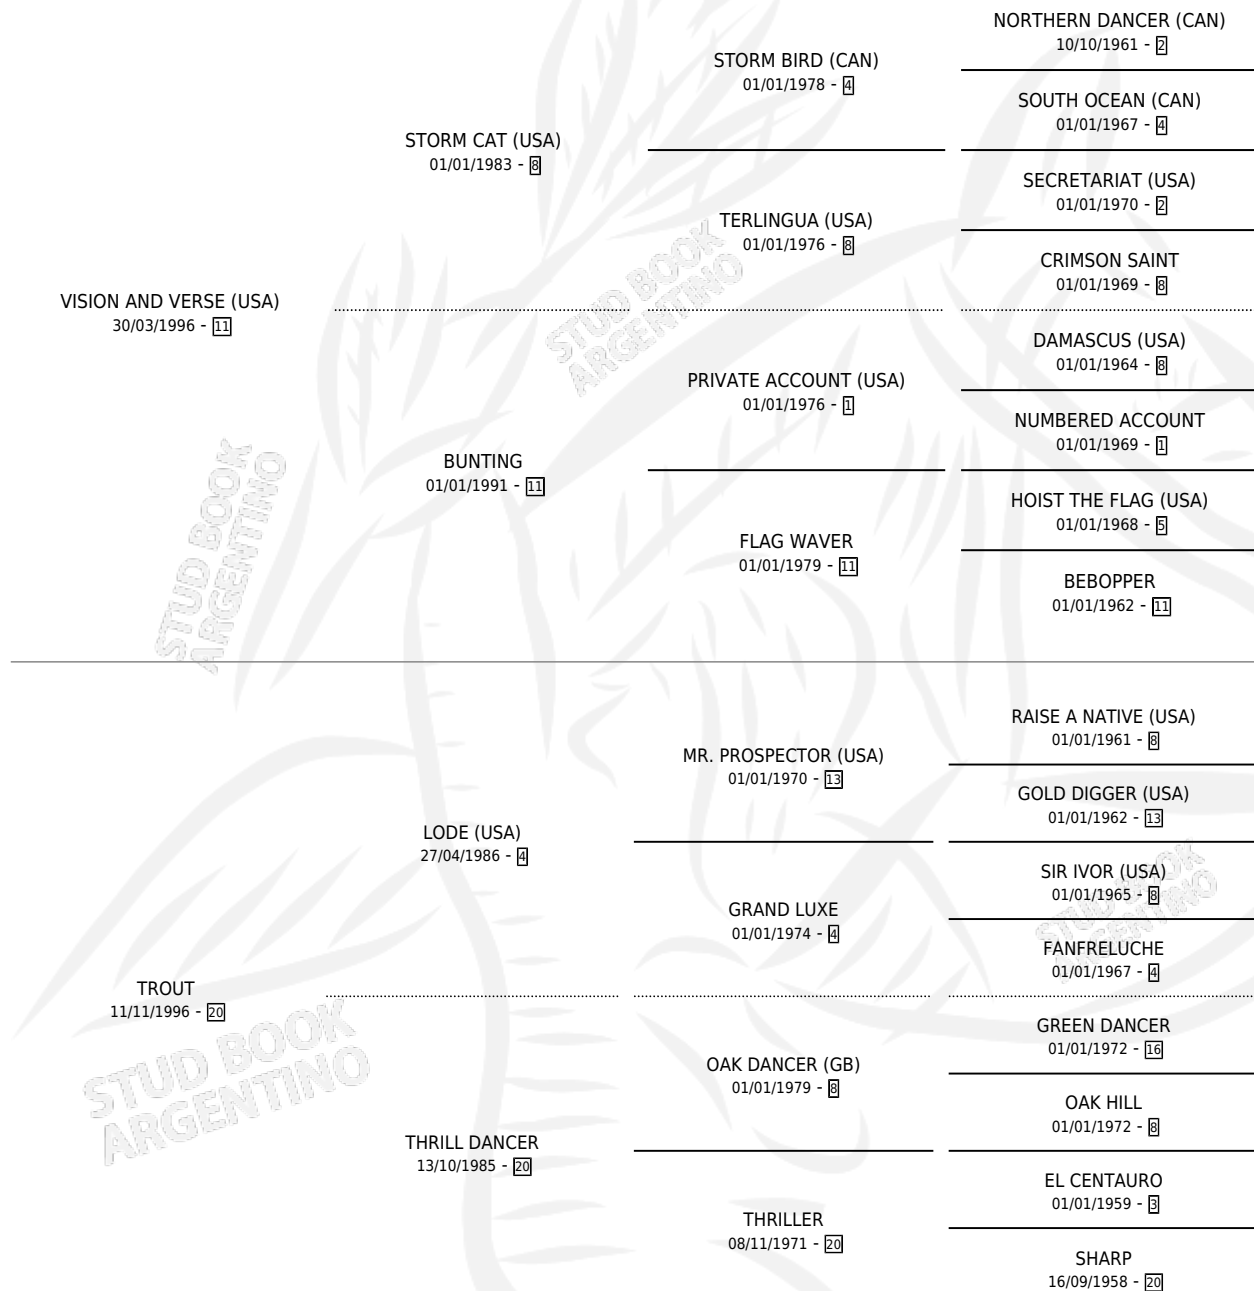 NORTHERN DANCER (CAN)
10/10/1961 - 2
STORM BIRD (CAN)
01/01/1978 - 4
SOUTH OCEAN (CAN)
01/01/1967 - 4
STORM CAT (USA)
01/01/1983 - 8
SECRETARIAT (USA)
01/01/1970 - 2
TERLINGUA (USA)
01/01/1976 - 8
CRIMSON SAINT
01/01/1969 - 8
VISION AND VERSE (USA)
30/03/1996 - 11
DAMASCUS (USA)
01/01/1964 - 8
PRIVATE ACCOUNT (USA)
01/01/1976 - 1
NUMBERED ACCOUNT
01/01/1969 - 1
BUNTING
01/01/1991 - 11
HOIST THE FLAG (USA)
01/01/1968 - 5
FLAG WAVER
01/01/1979 - 11
BEBOPPER
01/01/1962 - 11
RAISE A NATIVE (USA)
01/01/1961 - 8
MR. PROSPECTOR (USA)
01/01/1970 - 13
GOLD DIGGER (USA)
01/01/1962 - 13
LODE (USA)
27/04/1986 - 4
SIR IVOR (USA)
01/01/1965 - 8
GRAND LUXE
01/01/1974 - 4
FANFRELUCHE
01/01/1967 - 4
TROUT
11/11/1996 - 20
GREEN DANCER
01/01/1972 - 16
OAK DANCER (GB)
01/01/1979 - 8
OAK HILL
01/01/1972 - 8
THRILL DANCER
13/10/1985 - 20
EL CENTAURO
01/01/1959 - 3
THRILLER
08/11/1971 - 20
SHARP
16/09/1958 - 20
STUD BOOK
ARGENTINO
STUD BOOK
ARGENTINO
STUD BOOK
ARGENTINO
STUD BOOK
ARGENTINO